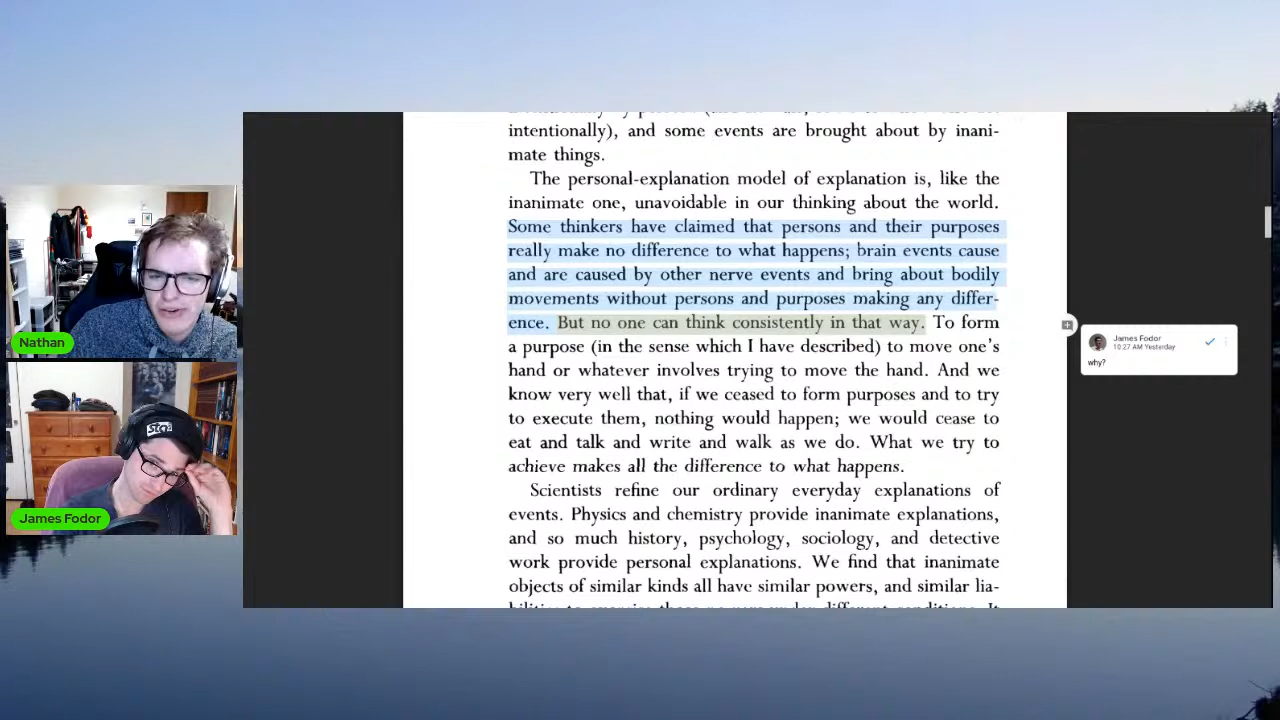 intentionally), and some events are brought about by inani-
mate things.
The personal-explanation model of explanation is, like the
inanimate one, unavoidable in our thinking about the world.
Some thinkers have claimed that persons and their purposes
really make no difference to what happens; brain events cause
and are caused by other nerve events and bring about bodily
movements without persons and purposes making any differ-
ence. But no one can think consistently in that way. To form
a purpose (in the sense which I have described) to move one's
hand or whatever involves trying to move the hand. And we
know very well that, if we ceased to form purposes and to try
to execute them, nothing would happen; we would cease to
eat and talk and write and walk as we do. What we try to
achieve makes all the difference to what happens.
Scientists refine our ordinary everyday explanations of
events. Physics and chemistry provide inanimate explanations,
and so much history, psychology, sociology, and detective
work provide personal explanations. We find that inanimate
objects of similar kinds all have similar powers, and similar lia-
James Fodor
10:27 AM Yesterday
why?
Nathan
James Fodor